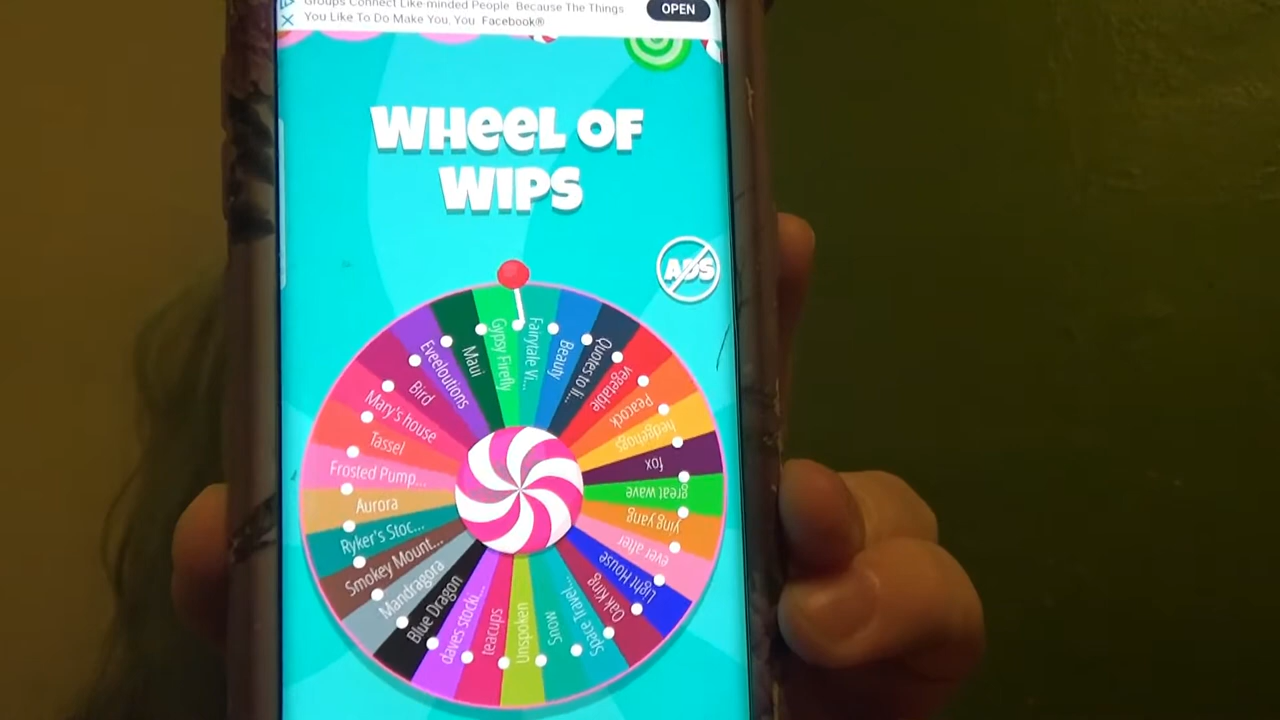 Groups Connect Like-minded People Because The Things
You Like To Do Make You, You Facebook®
OPEN
WHEEL OF
WIPS
ADS
Fairytale Vi...
Beauty
Quotes to li...
vegetable
Peacock
hedgehogs
fox
great wave
ying yang
ever after
Light House
Oak King
Space travel...
Snow
Unspoken
teacups
daves stocki...
Blue Dragon
Mandragora
Smokey Mount...
Ryker's Stoc...
Aurora
Frosted Pump...
Tassel
Mary's house
Bird
Eveeloutions
Maui
Gypsy Firefly